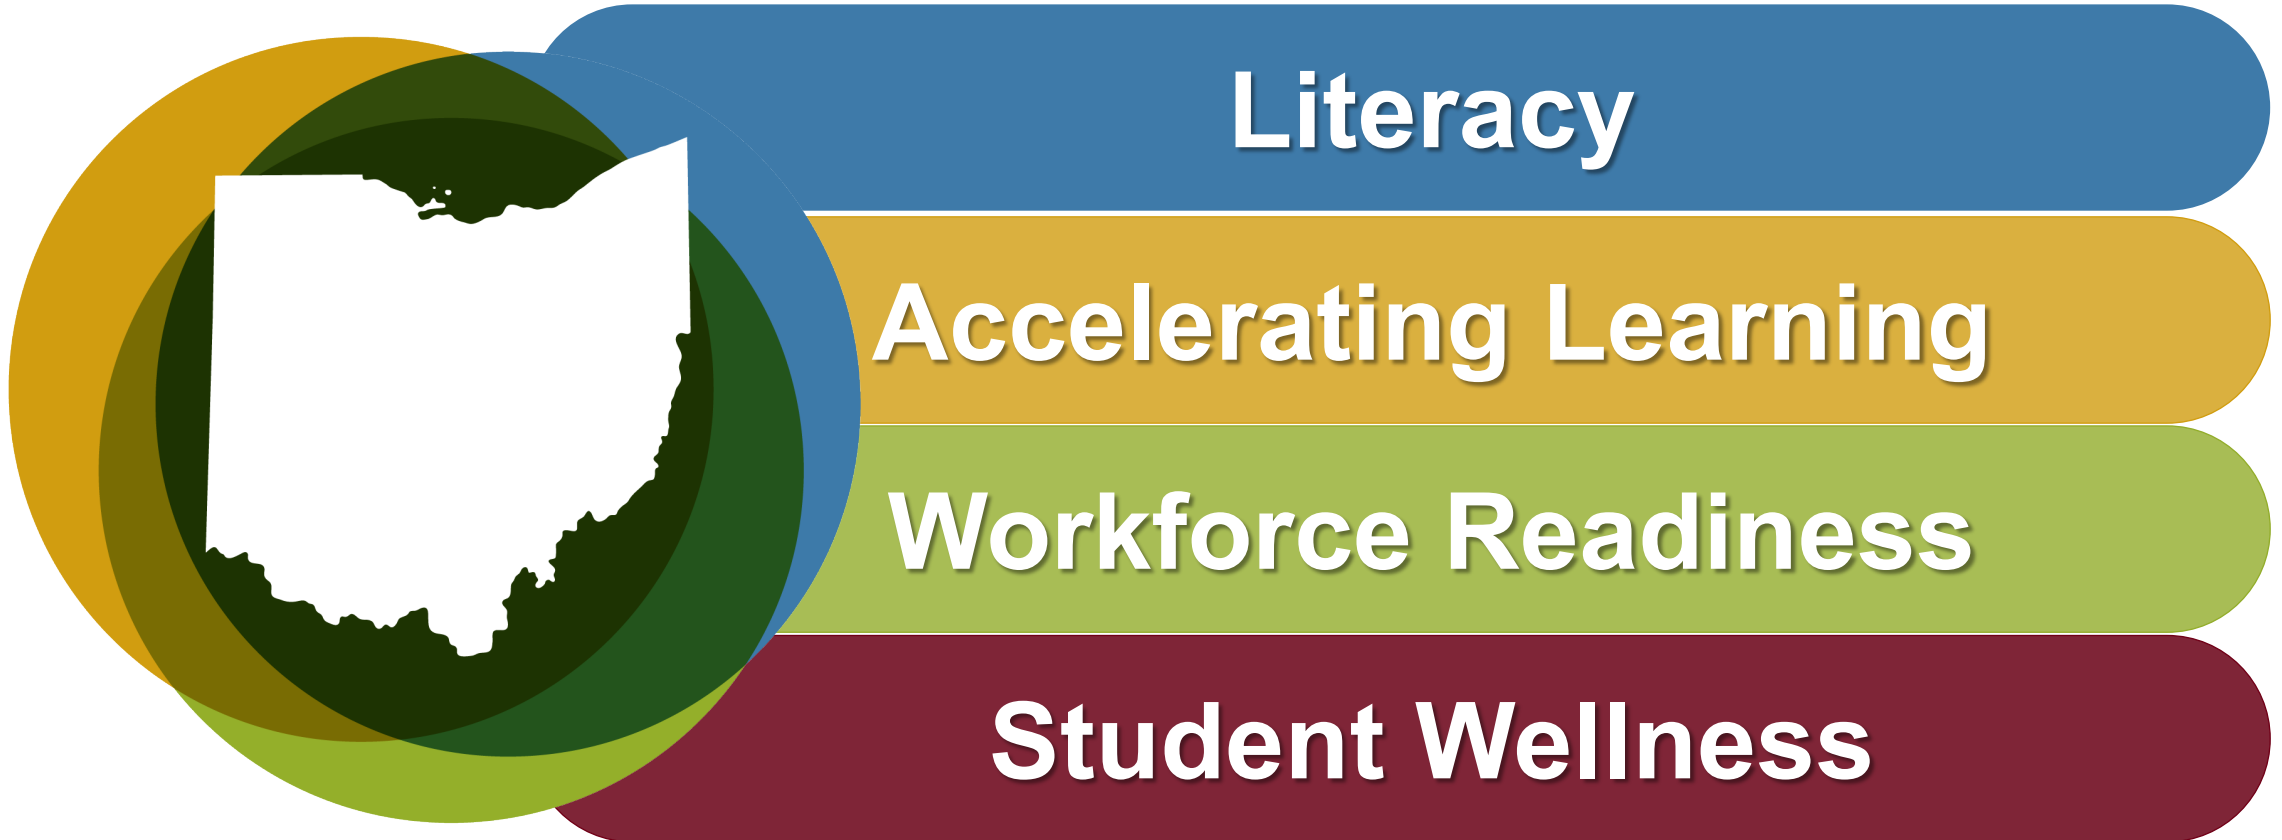 Literacy
Accelerating Learning
Workforce Readiness
Student Wellness